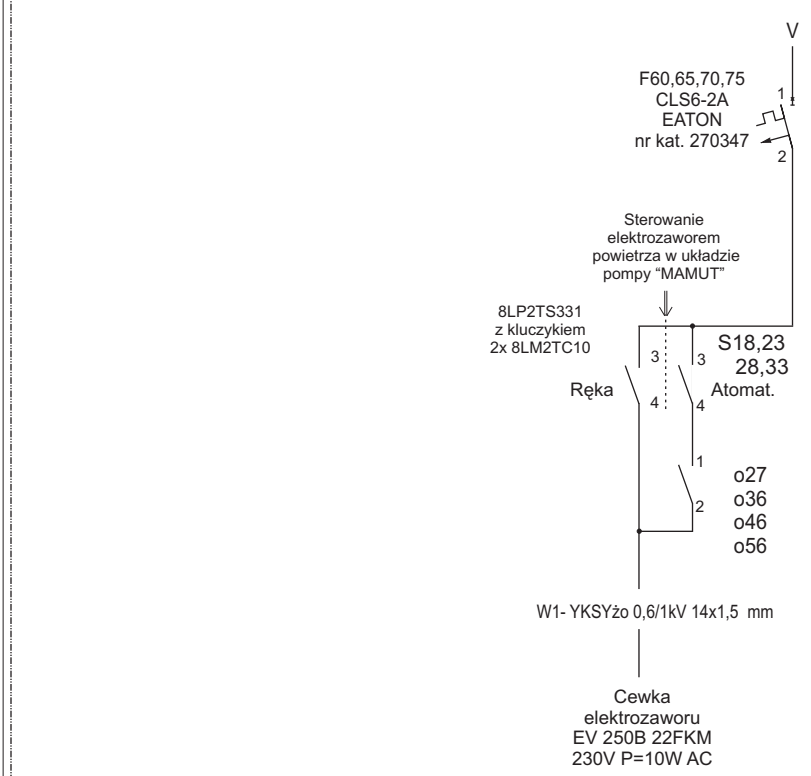 V
F60,65,70,75
CLS6-2A
EATON
nr kat. 270347
1
2
Sterowanie
elektrozaworem
powietrza w układzie
pompy “MAMUT”
8LP2TS331
z kluczykiem
2x 8LM2TC10
S18,23
28,33
3
3
Ręka
Atomat.
4
4
1
2
o27
o36
o46
o56
W1- YKSYżo 0,6/1kV 14x1,5 mm
Cewka
elektrozaworu
EV 250B 22FKM
230V P=10W AC